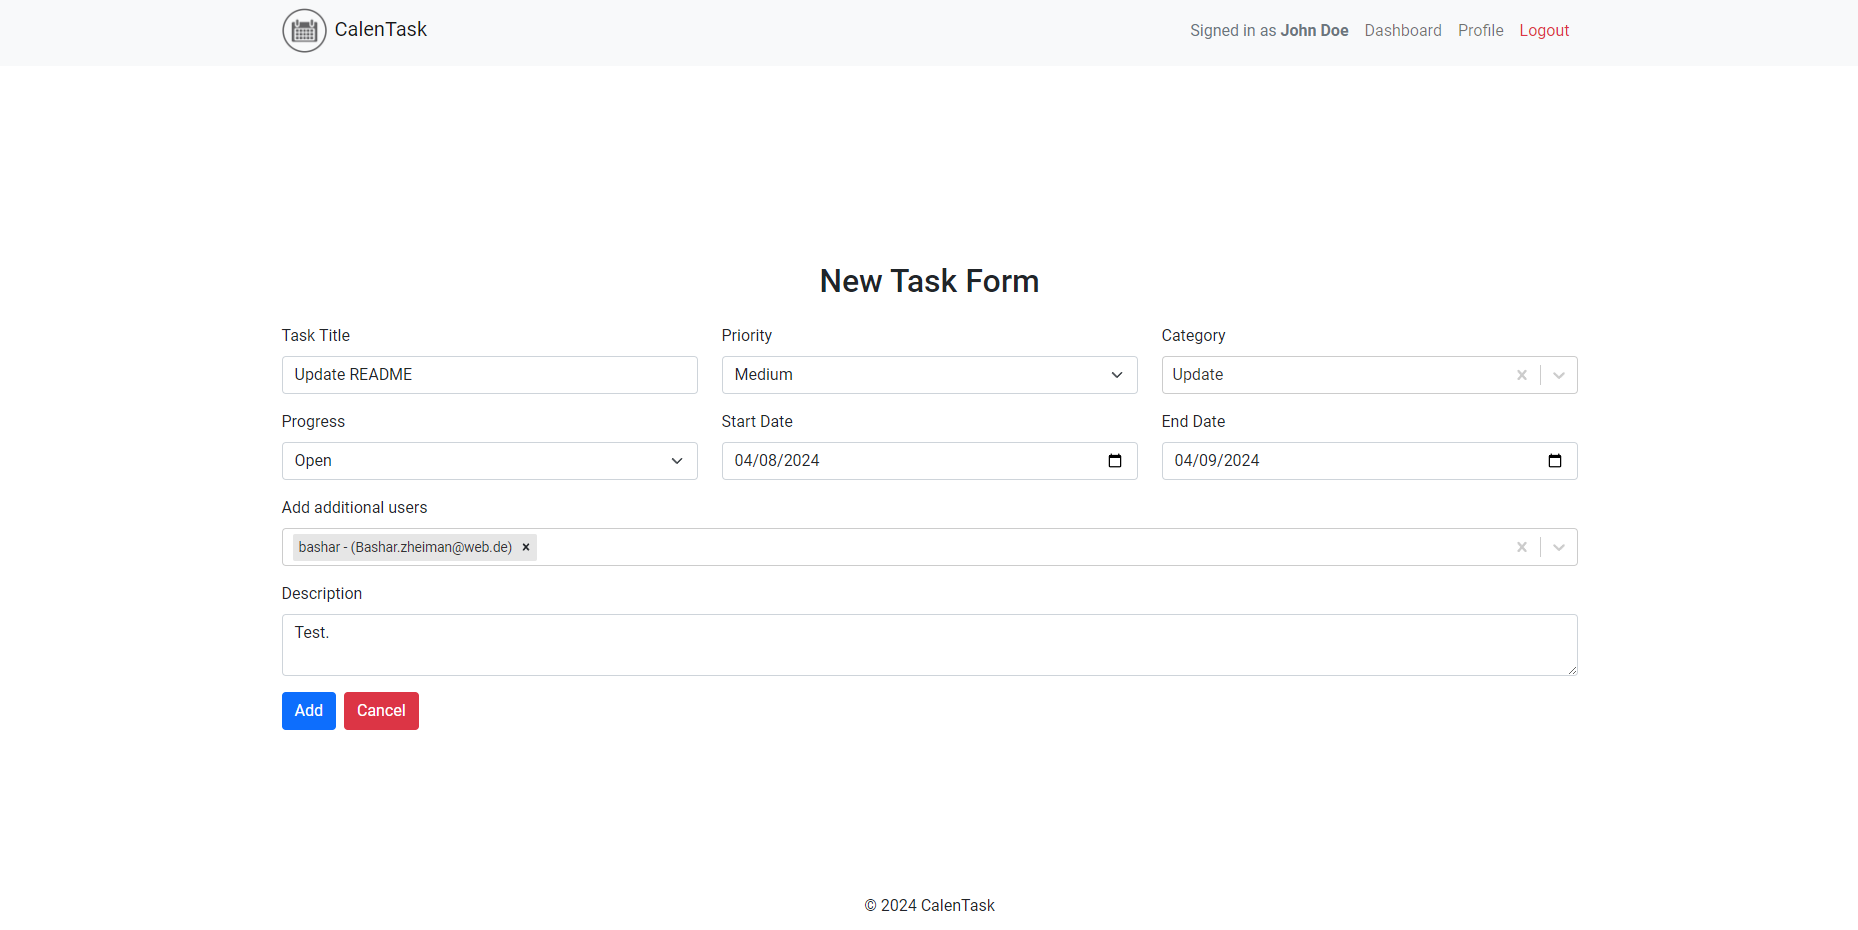 CalenTask
Signed in as John Doe Dashboard Profile Logout
New Task Form
Task Title Priority Category
Update README Medium Update
Progress Start Date End Date
Open 04/08/2024 04/09/2024
Add additional users
bashar - (Bashar.zheiman@web.de)
Description
Test.
Add Cancel
© 2024 CalenTask